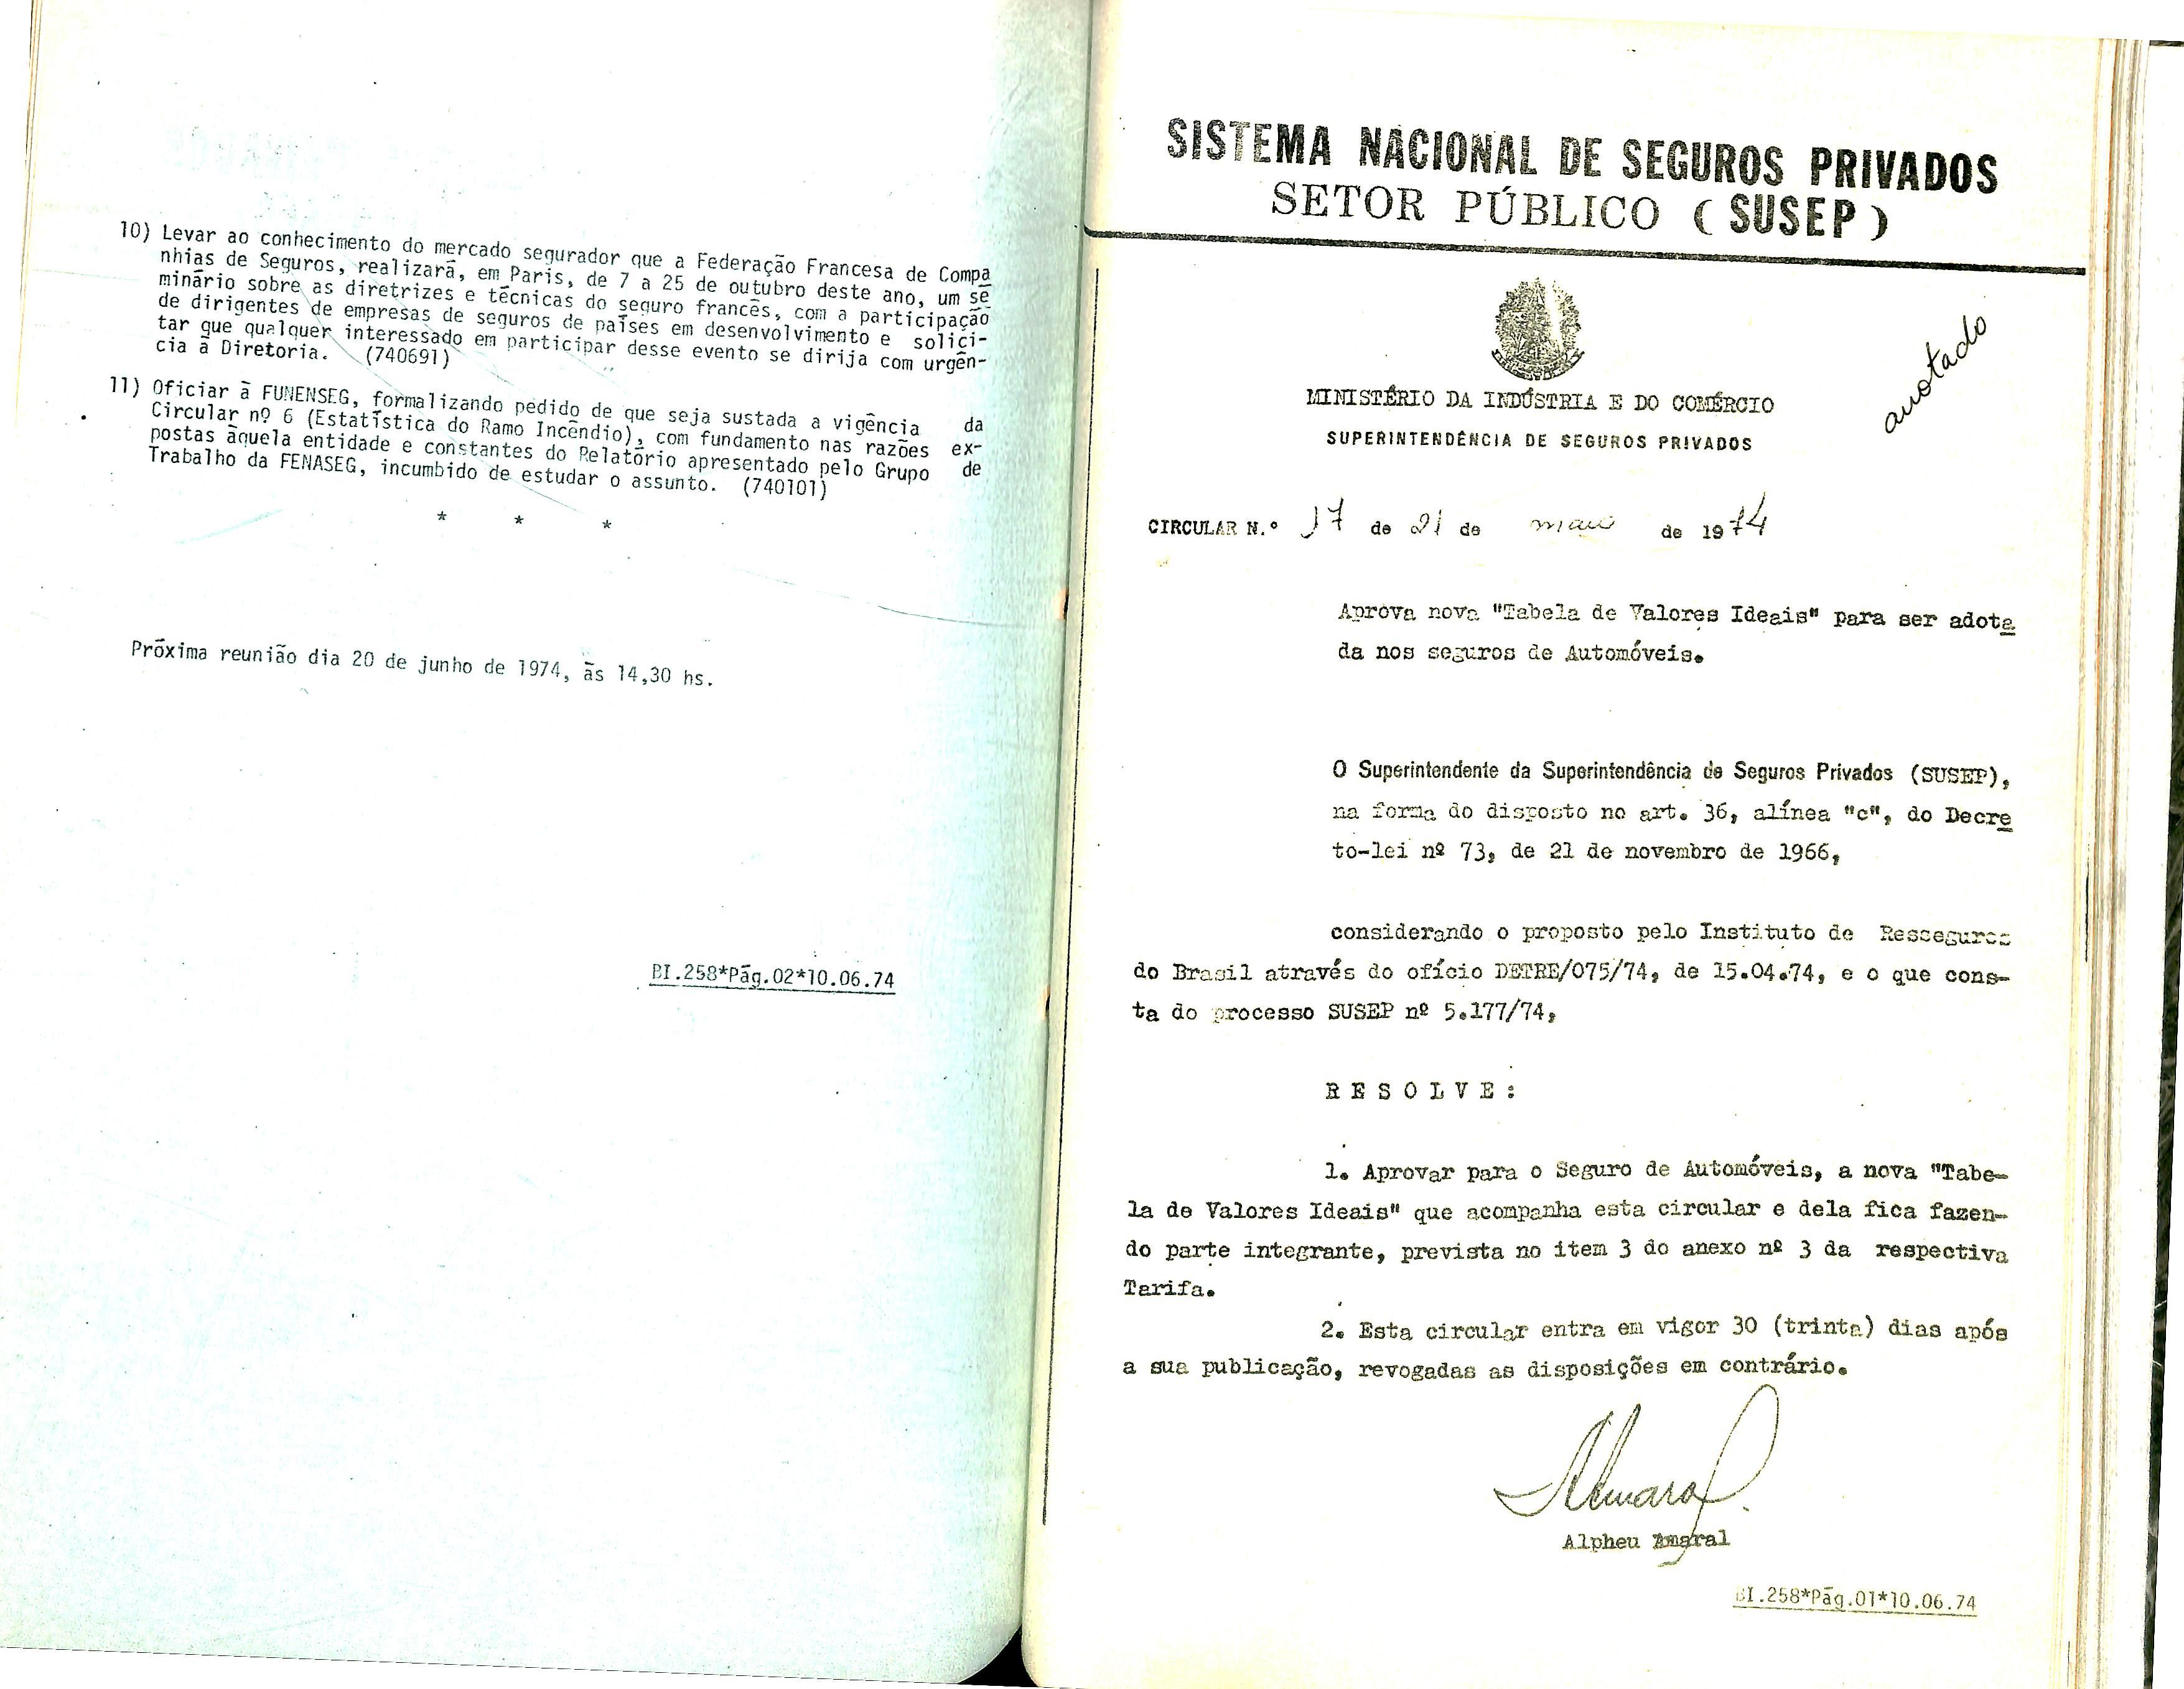 10) Levar ao conhecimento do mercado segurador que a Federação Francesa de Compa
nhias de Seguros, realizará, em Paris, de 7 a 25 de outubro deste ano, um se
minário sobre as diretrizes e técnicas do seguro francês, com a participação
de dirigentes de empresas de seguros de países em desenvolvimento e solici-
tar que qualquer interessado em participar desse evento se dirija com urgên-
cia à Diretoria. (740691)
11) Oficiar à FUNENSEG, formalizando pedido de que seja sustada a vigência da
Circular nº 6 (Estatística do Ramo Incêndio), com fundamento nas razões ex-
postas àquela entidade e constantes do Relatório apresentado pelo Grupo de
Trabalho da FENASEG, incumbido de estudar o assunto. (740101)
* * *
Próxima reunião dia 20 de junho de 1974, às 14,30 hs.
BI.258*Pág.02*10.06.74
SISTEMA NACIONAL DE SEGUROS PRIVADOS
SETOR PÚBLICO ( SUSEP )
anotado
MINISTÉRIO DA INDÚSTRIA E DO COMÉRCIO
SUPERINTENDÊNCIA DE SEGUROS PRIVADOS
CIRCULAR N.º 17 de 21 de maio de 1974
Aprova nova "Tabela de Valores Ideais" para ser adota
da nos seguros de Automóveis.
O Superintendente da Superintendência de Seguros Privados (SUSEP),
na forma do disposto no art. 36, alínea "c", do Decre
to-lei nº 73, de 21 de novembro de 1966,
considerando o proposto pelo Instituto de Resseguros
do Brasil através do ofício DETRE/075/74, de 15.04.74, e o que cons-
ta do processo SUSEP nº 5.177/74,
R E S O L V E :
1. Aprovar para o Seguro de Automóveis, a nova "Tabe-
la de Valores Ideais" que acompanha esta circular e dela fica fazen-
do parte integrante, prevista no item 3 do anexo nº 3 da respectiva
Tarifa.
2. Esta circular entra em vigor 30 (trinta) dias após
a sua publicação, revogadas as disposições em contrário.
Amaral
Alpheu Amaral
BI.258*Pág.01*10.06.74